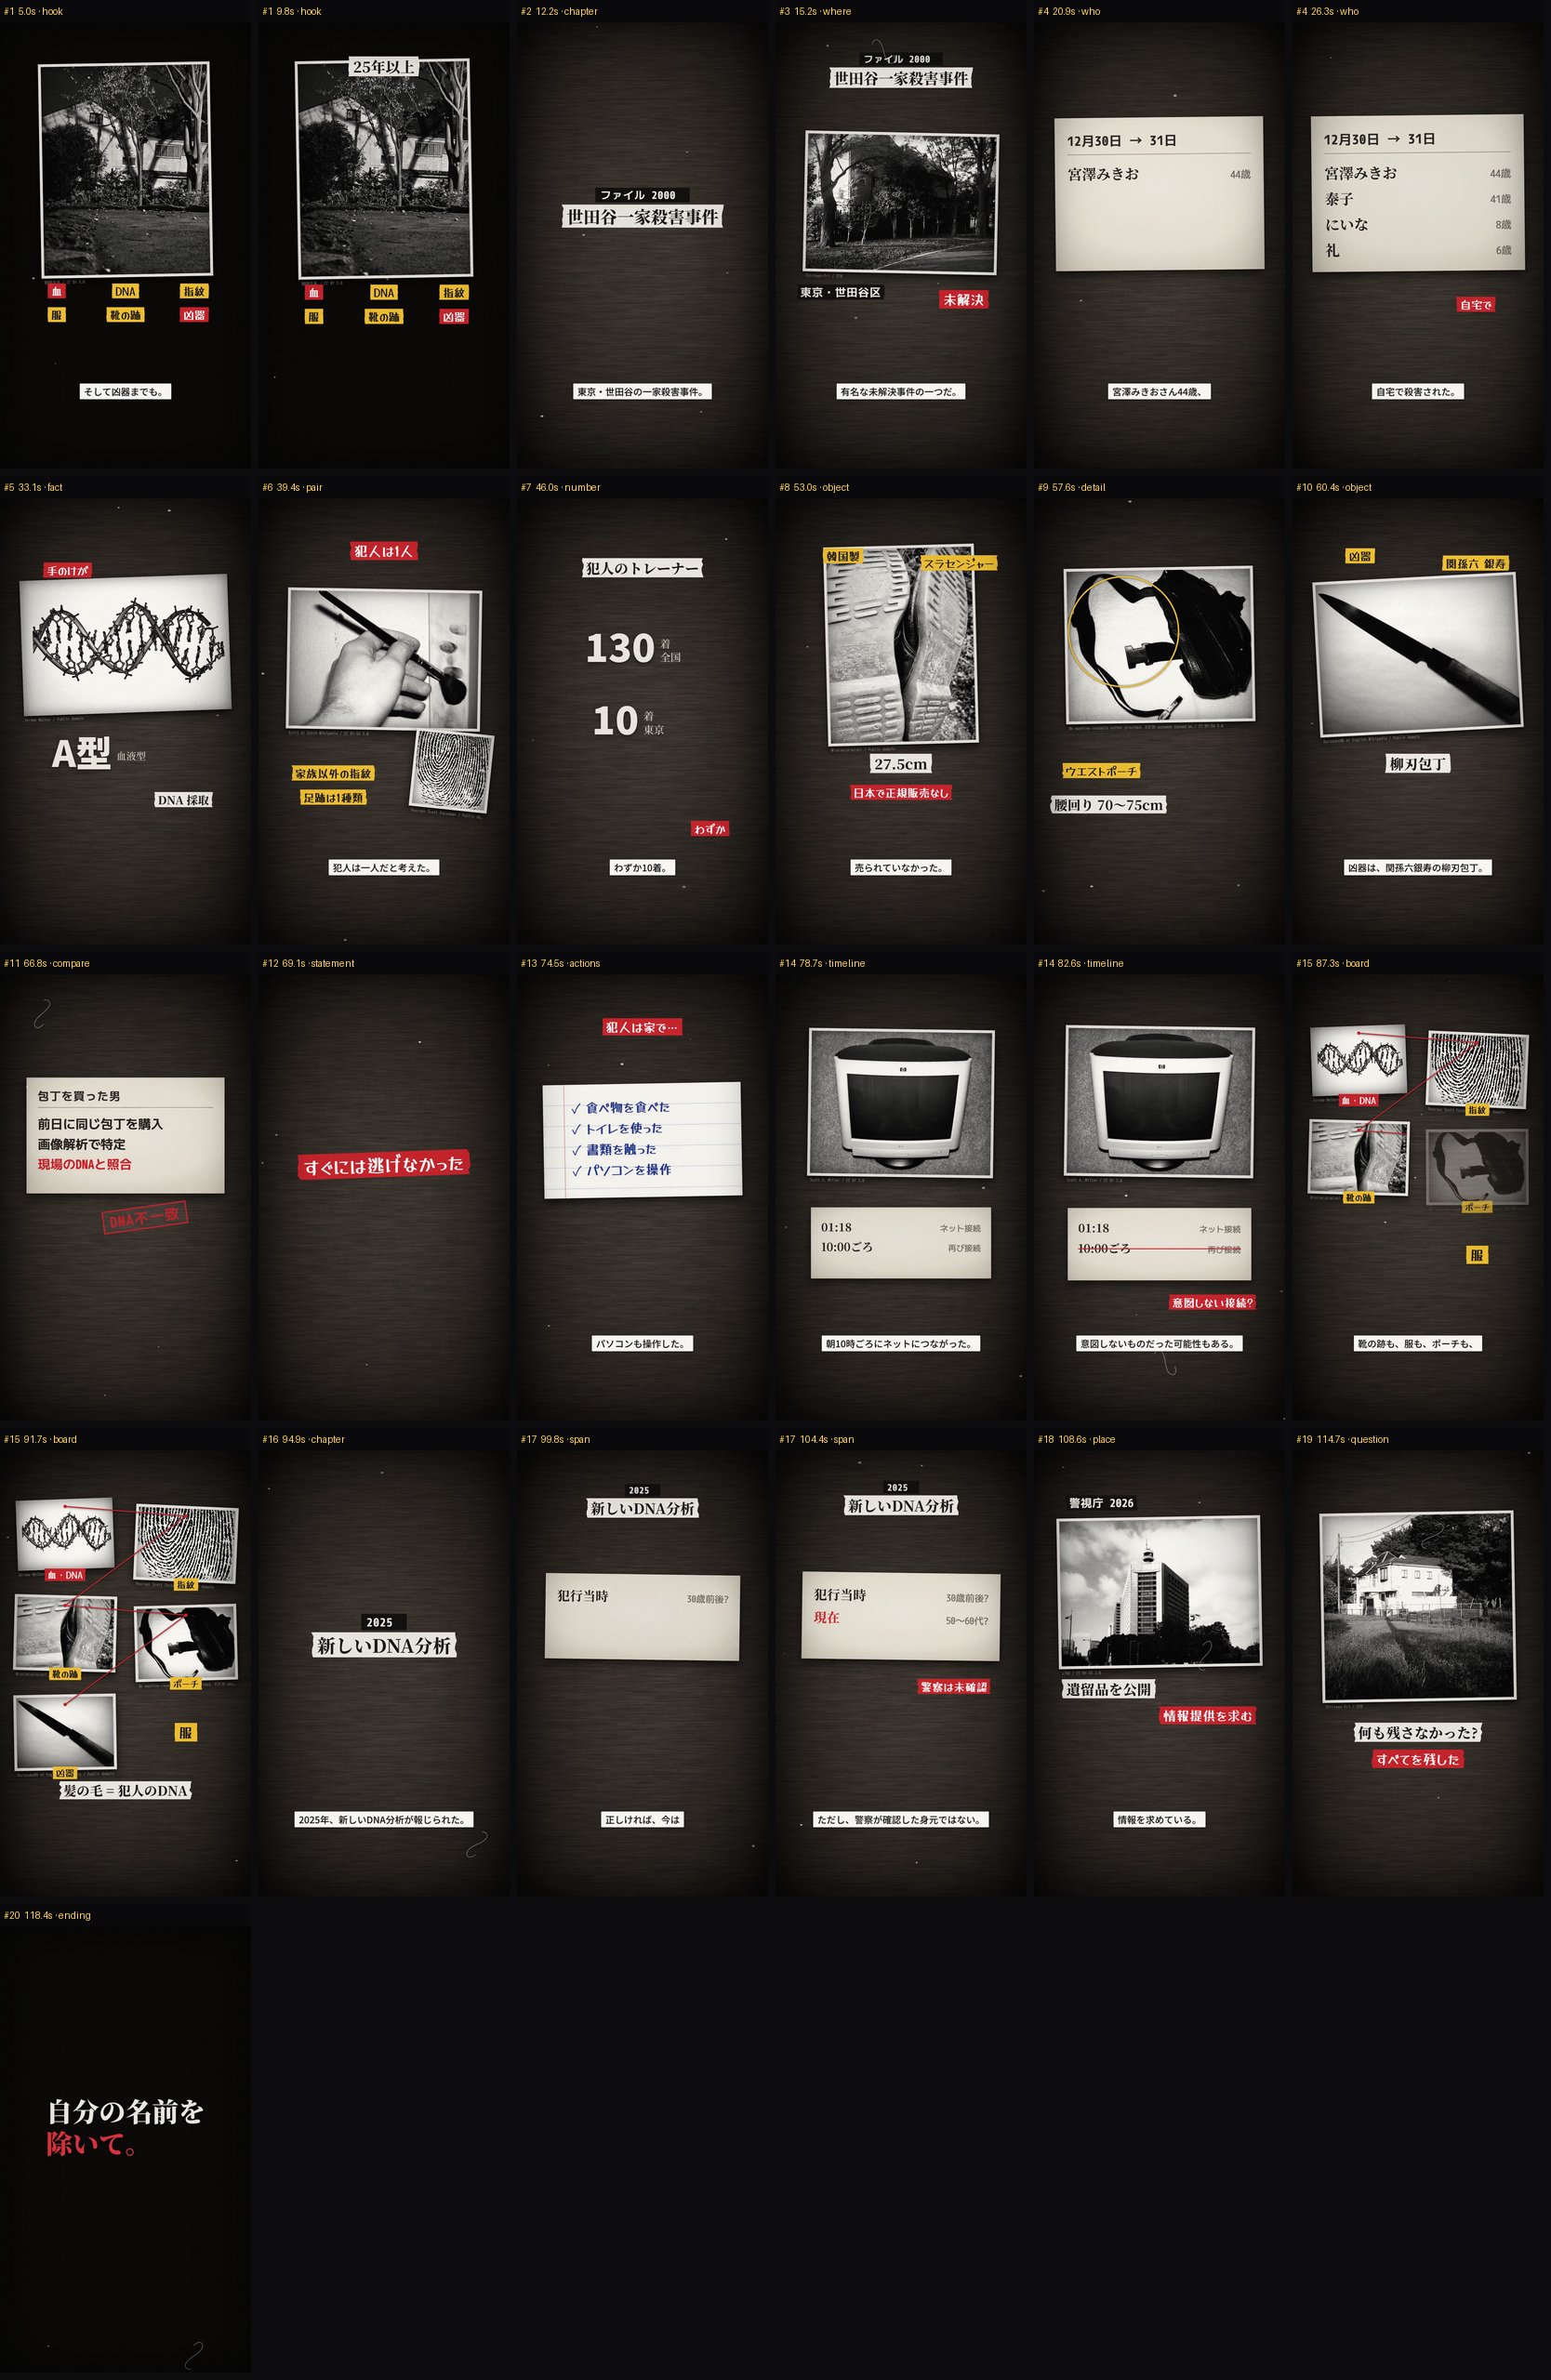 #1 5.0s · hook
血
DNA
指紋
服
靴の跡
凶器
そして凶器までも。
#1 9.8s · hook
25年以上
血
DNA
指紋
服
靴の跡
凶器
#2 12.2s · chapter
ファイル 2000
世田谷一家殺害事件
東京・世田谷の一家殺害事件。
#3 15.2s · where
ファイル 2000
世田谷一家殺害事件
東京・世田谷区
未解決
有名な未解決事件の一つだ。
#4 20.9s · who
12月30日 → 31日
宮澤みきお 44歳
宮澤みきおさん44歳、
#4 26.3s · who
12月30日 → 31日
宮澤みきお 44歳
泰子 41歳
にいな 8歳
礼 6歳
自宅で
自宅で殺害された。
#5 33.1s · fact
手のけが
A型 血液型
DNA 採取
#6 39.4s · pair
犯人は1人
家族以外の指紋
足跡は1種類
犯人は一人だと考えた。
#7 46.0s · number
犯人のトレーナー
130 着 全国
10 着 東京
わずか
わずか10着。
#8 53.0s · object
韓国製
スラセンジャー
27.5cm
日本で正規販売なし
売られていなかった。
#9 57.6s · detail
ウエストポーチ
腰回り 70〜75cm
#10 60.4s · object
凶器
関孫六 銀寿
柳刃包丁
凶器は、関孫六銀寿の柳刃包丁。
#11 66.8s · compare
包丁を買った男
前日に同じ包丁を購入
画像解析で特定
現場のDNAと照合
DNA不一致
#12 69.1s · statement
すぐには逃げなかった
#13 74.5s · actions
犯人は家で…
✓ 食べ物を食べた
✓ トイレを使った
✓ 書類を触った
✓ パソコンを操作
パソコンも操作した。
#14 78.7s · timeline
01:18 ネット接続
10:00ごろ 再び接続
朝10時ごろにネットにつながった。
#14 82.6s · timeline
01:18 ネット接続
10:00ごろ 再び接続
意図しない接続?
意図しないものだった可能性もある。
#15 87.3s · board
血・DNA
指紋
靴の跡
ポーチ
服
靴の跡も、服も、ポーチも、
#15 91.7s · board
血・DNA
指紋
靴の跡
ポーチ
凶器
服
髪の毛 = 犯人のDNA
#16 94.9s · chapter
2025
新しいDNA分析
2025年、新しいDNA分析が報じられた。
#17 99.8s · span
2025
新しいDNA分析
犯行当時 30歳前後?
正しければ、今は
#17 104.4s · span
2025
新しいDNA分析
犯行当時 30歳前後?
現在 50〜60代?
警察は未確認
ただし、警察が確認した身元ではない。
#18 108.6s · place
警視庁 2026
遺留品を公開
情報提供を求む
情報を求めている。
#19 114.7s · question
何も残さなかった?
すべてを残した
#20 118.4s · ending
自分の名前を
除いて。